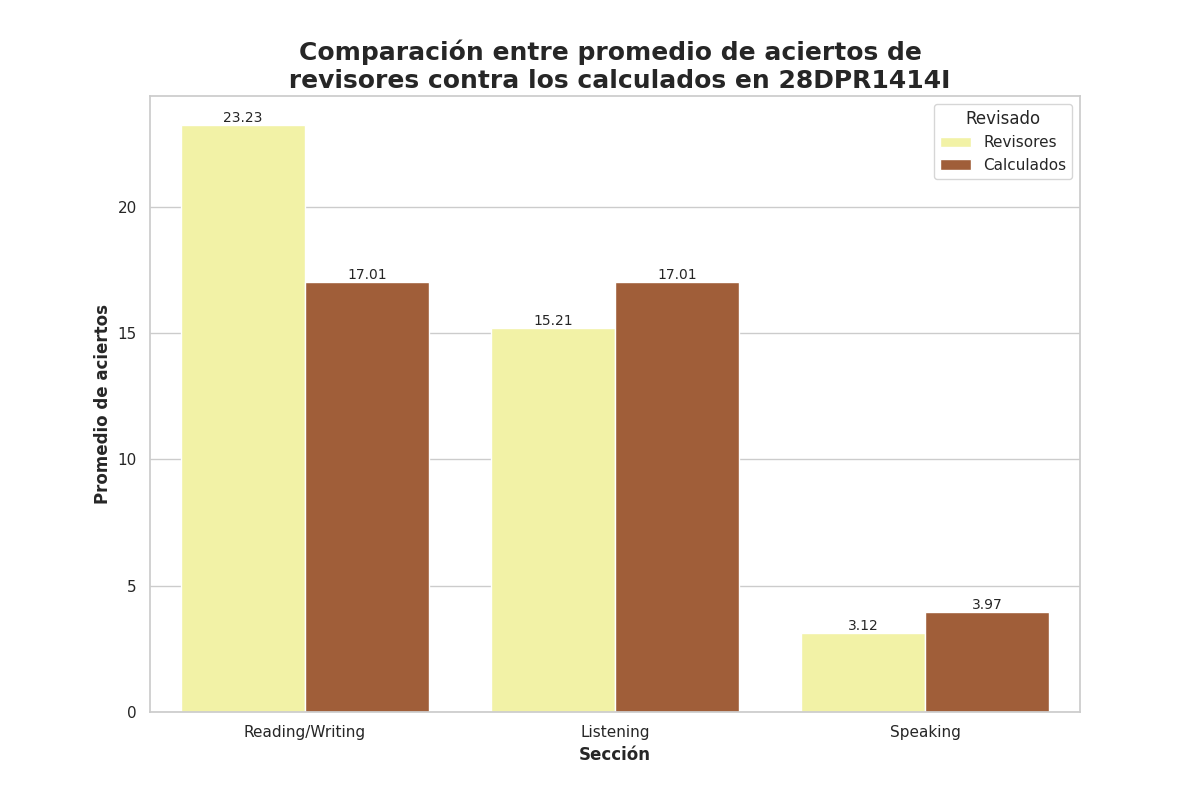 Comparación entre promedio de aciertos de
revisores contra los calculados en 28DPR1414I
Revisado
Revisores
Calculados
23.23
17.01
15.21
17.01
3.12
3.97
Promedio de aciertos
20
15
10
5
0
Reading/Writing
Listening
Speaking
Sección